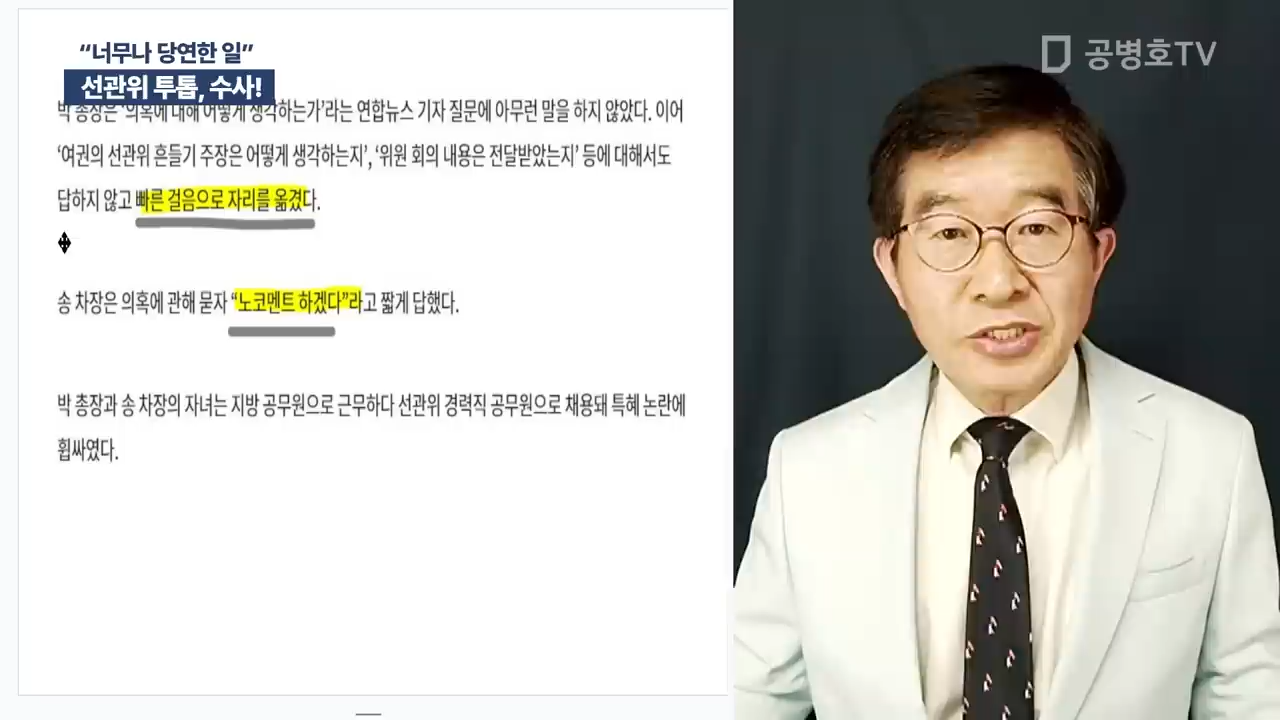 “너무나 당연한 일”
선관위 투톱, 수사!
공병호TV
박 총장은 ‘의혹에 대해 어떻게 생각하는가’라는 연합뉴스 기자 질문에 아무런 말을 하지 않았다. 이어
‘여권의 선관위 흔들기 주장은 어떻게 생각하는지’, ‘위원 회의 내용은 전달받았는지’ 등에 대해서도
답하지 않고 빠른 걸음으로 자리를 옮겼다.
송 차장은 의혹에 관해 묻자 “노코멘트 하겠다”라고 짧게 답했다.
박 총장과 송 차장의 자녀는 지방 공무원으로 근무하다 선관위 경력직 공무원으로 채용돼 특혜 논란에
휩싸였다.